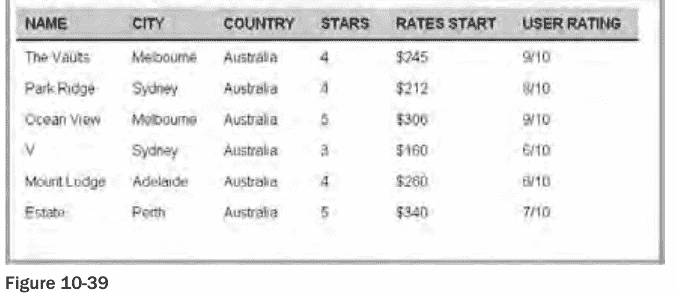 NAME CITY COUNTRY STARS RATES START USER RATING
The Vaults Melbourne Australia 4 $245 9/10
Park Ridge Sydney Australia 4 $212 8/10
Ocean View Melbourne Australia 5 $306 9/10
V Sydney Australia 3 $160 6/10
Mount Lodge Adelaide Australia 4 $260
Estate Perth Australia 5 $340 7/10
Figure 10-39